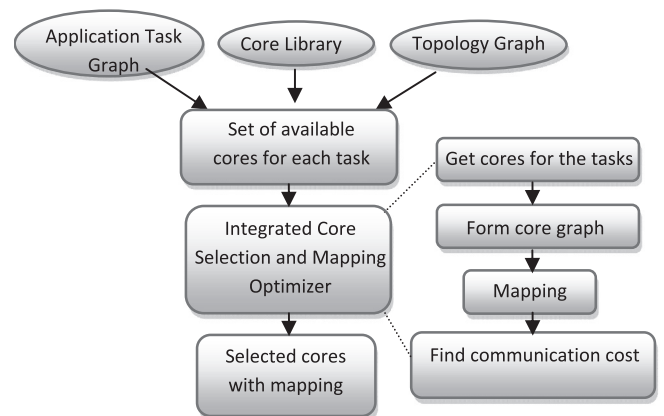 Application Task
Graph
Core Library
Topology Graph
Set of available
cores for each task
Integrated Core
Selection and Mapping
Optimizer
Selected cores
with mapping
Get cores for the tasks
Form core graph
Mapping
Find communication cost